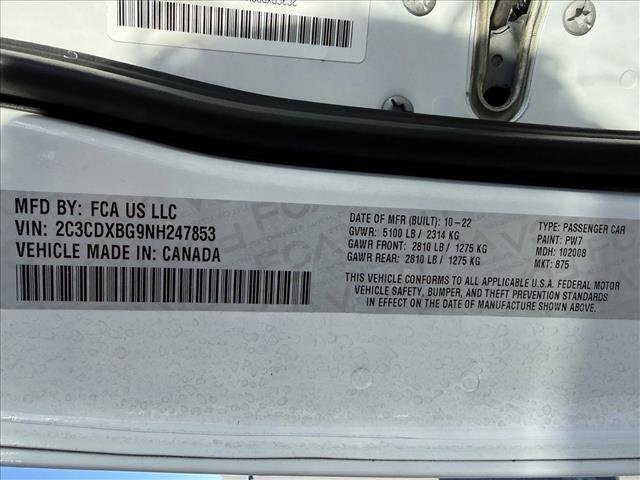 MFD BY: FCA US LLC
VIN: 2C3CDXBG9NH247853
VEHICLE MADE IN: CANADA
DATE OF MFR (BUILT): 10-22
GVWR: 5100 LB / 2314 KG
GAWR FRONT: 2810 LB / 1275 KG
GAWR REAR: 2810 LB / 1275 KG
TYPE: PASSENGER CAR
PAINT: PW7
MDH: 102008
MKT: 875
THIS VEHICLE CONFORMS TO ALL APPLICABLE U.S.A. FEDERAL MOTOR
VEHICLE SAFETY, BUMPER, AND THEFT PREVENTION STANDARDS
IN EFFECT ON THE DATE OF MANUFACTURE SHOWN ABOVE.